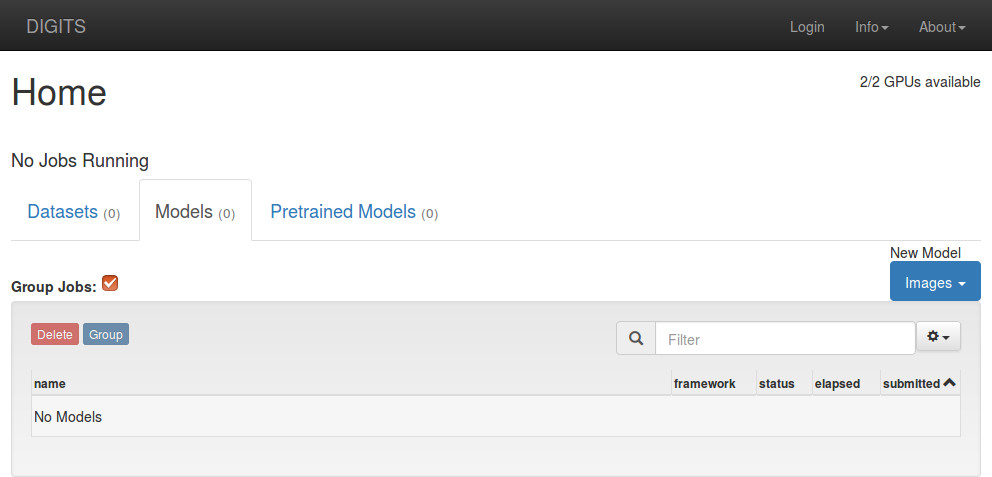 DIGITS Login Info About
Home 2/2 GPUs available
No Jobs Running
Datasets (0) Models (0) Pretrained Models (0)
New Model
Group Jobs: Images
Delete Group Filter
name framework status elapsed submitted
No Models